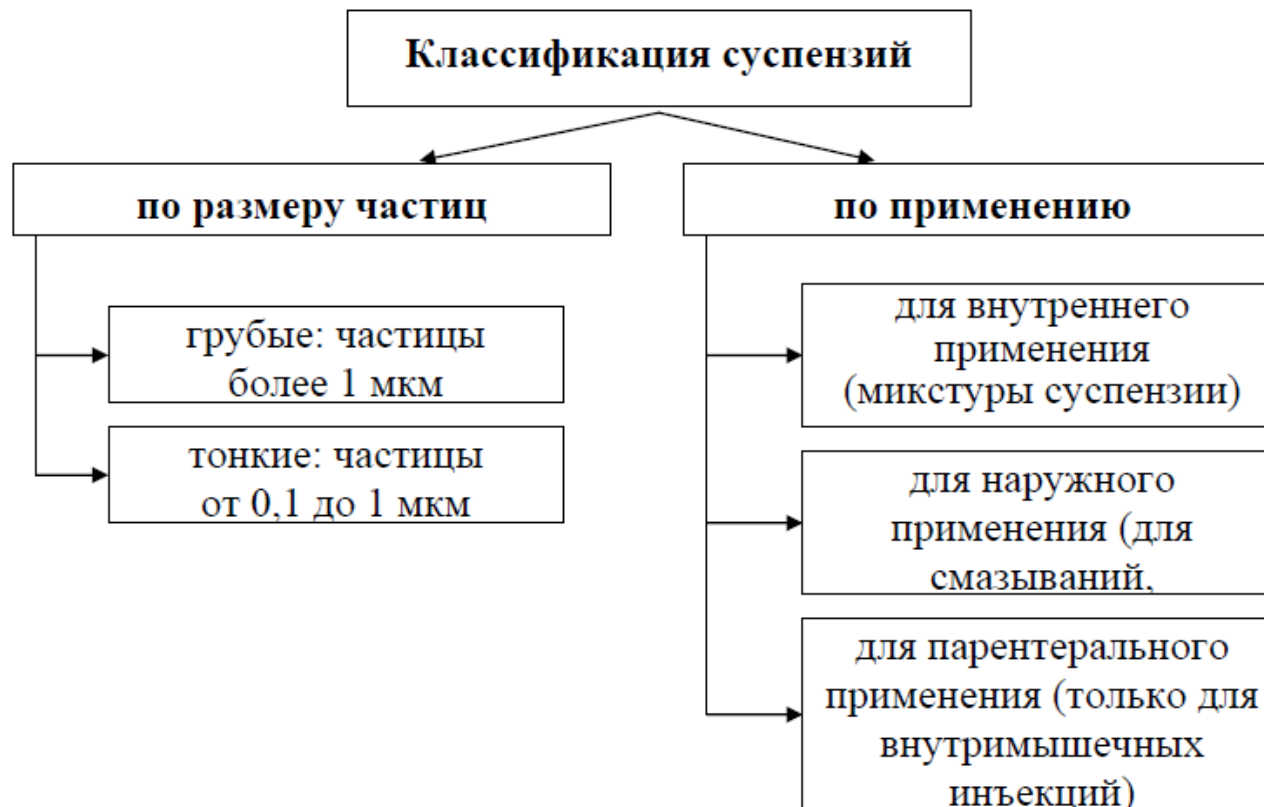 Классификация суспензий
по размеру частиц
грубые: частицы
более 1 мкм
тонкие: частицы
от 0,1 до 1 мкм
по применению
для внутреннего
применения
(микстуры суспензии)
для наружного
применения (для
смазываний,
для парентерального
применения (только для
внутримышечных
инъекций)